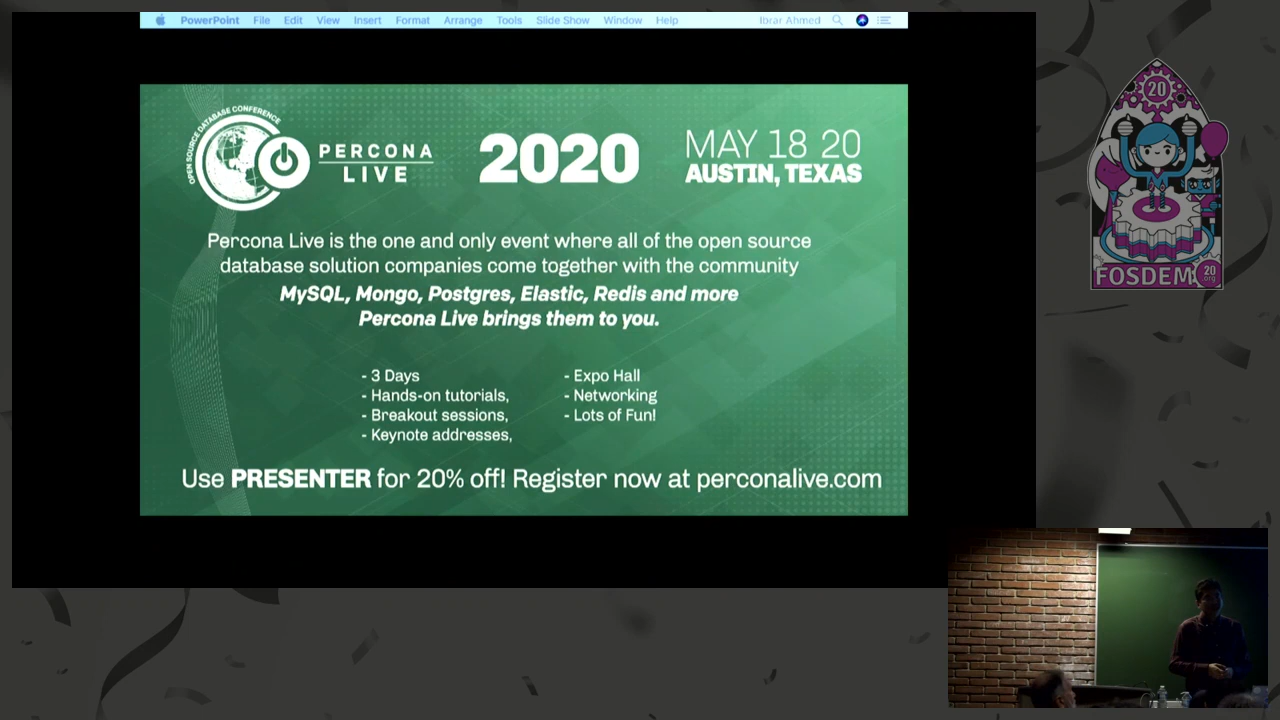 PowerPoint File Edit View Insert Format Arrange Tools Slide Show Window Help Ibrar Ahmed
OPEN SOURCE DATABASE CONFERENCE
PERCONA
LIVE
2020
MAY 18 20
AUSTIN, TEXAS
Percona Live is the one and only event where all of the open source
database solution companies come together with the community
MySQL, Mongo, Postgres, Elastic, Redis and more
Percona Live brings them to you.
- 3 Days
- Hands-on tutorials,
- Breakout sessions,
- Keynote addresses,
- Expo Hall
- Networking
- Lots of Fun!
Use PRESENTER for 20% off! Register now at perconalive.com
20
FOSDEM
20
.org